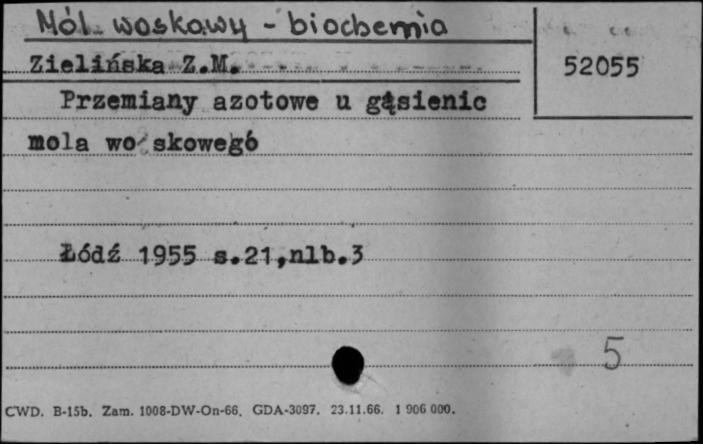 Mól woskowy - biochemia
Zielińska Z.M.
52055
Przemiany azotowe u gąsienic
mola woskowego
Łódź 1955 s.21,nlb.3
5
CWD. B-15b. Zam. 1008-DW-On-66. GDA-3097. 23.11.66. 1 906 000.